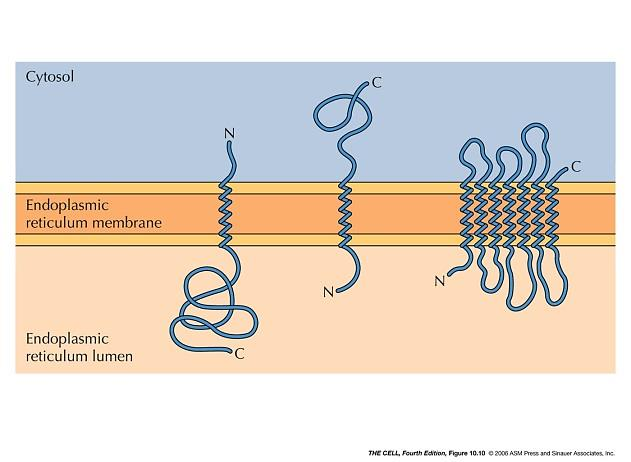 Cytosol
C
N
C
Endoplasmic
reticulum membrane
N
N
Endoplasmic
reticulum lumen
C
THE CELL, Fourth Edition, Figure 10.10 © 2006 ASM Press and Sinauer Associates, Inc.